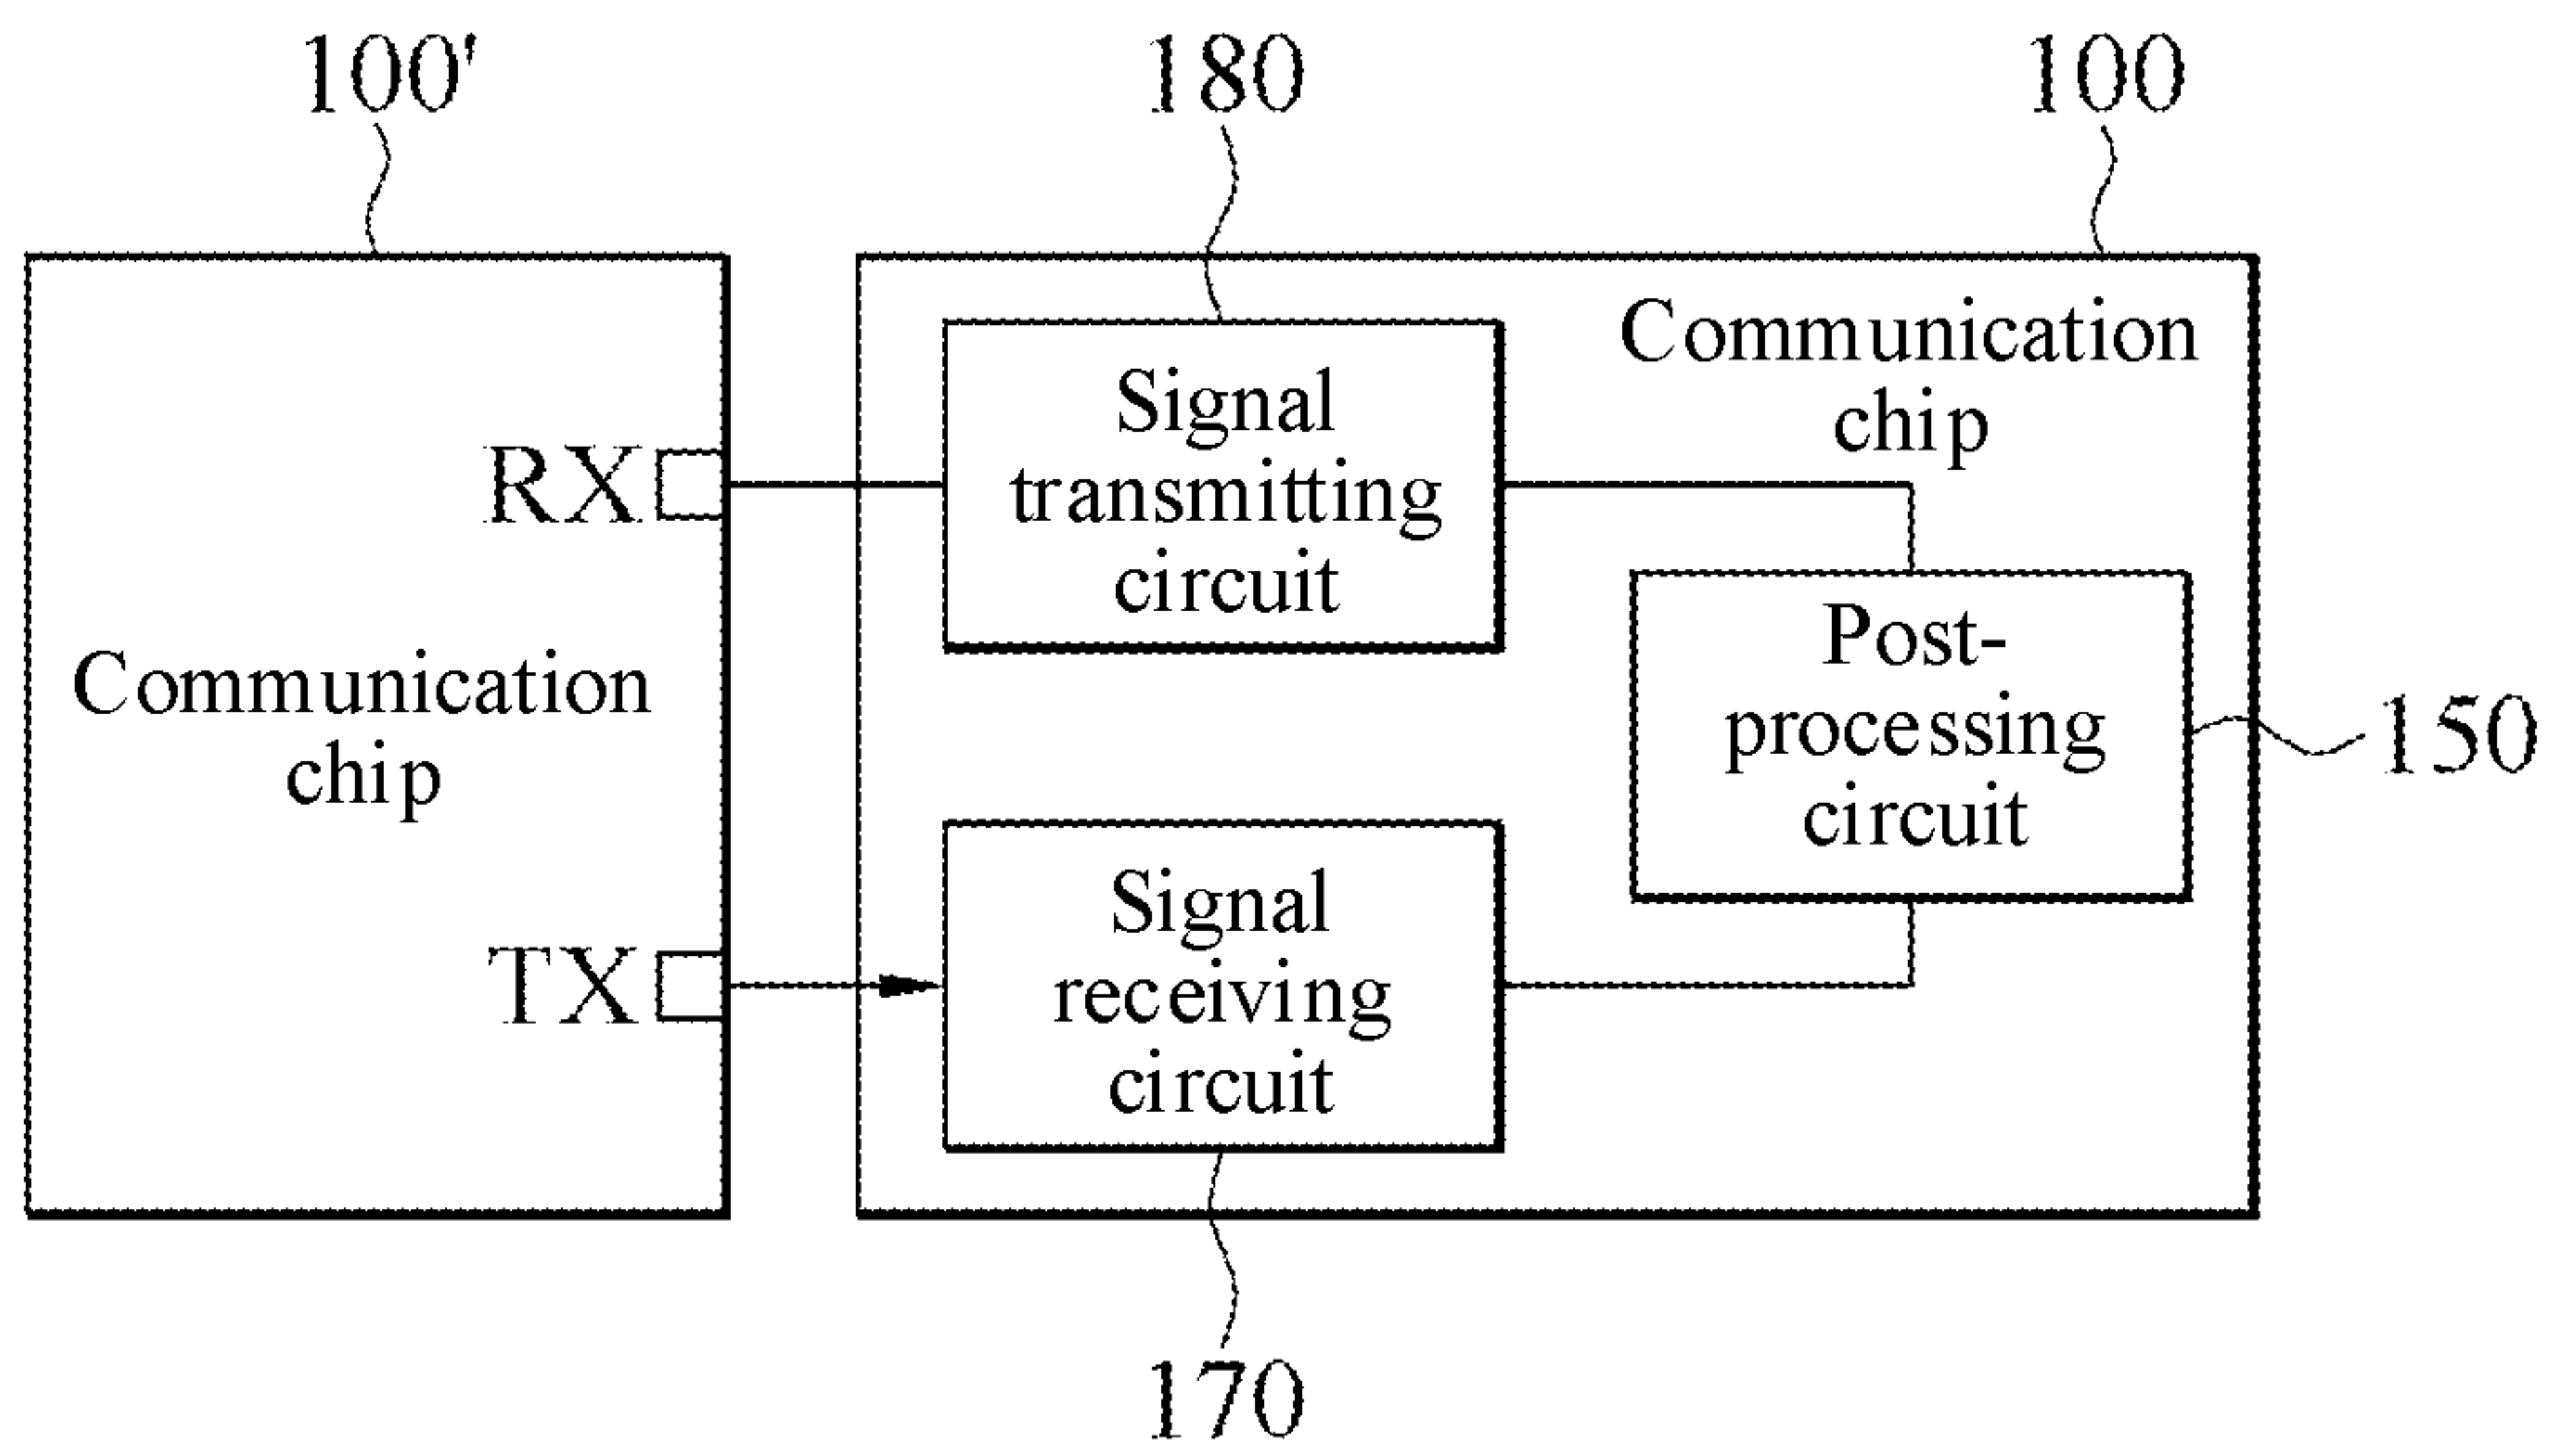 100'
180
100
Communication
chip
Signal
transmitting
circuit
RX
Post-
processing
circuit
150
Communication
chip
Signal
receiving
circuit
TX
170